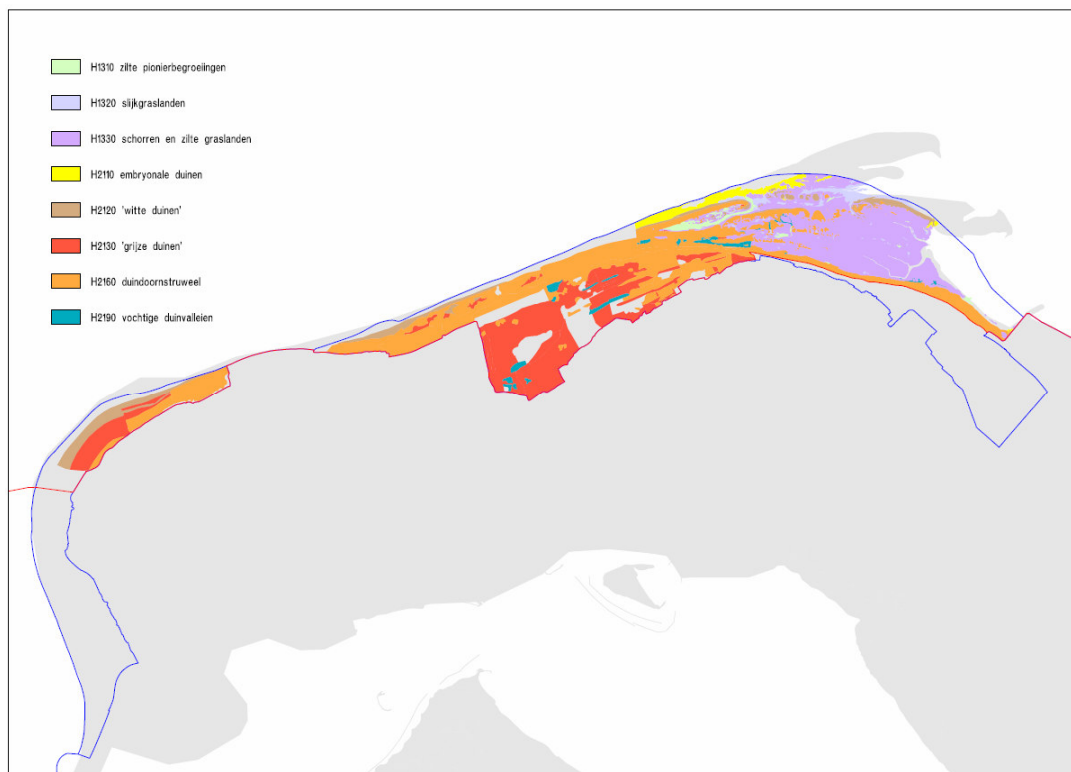 H1310 zilte pionierbegroeiingen
H1320 slijkgraslanden
H1330 schorren en zilte graslanden
H2110 embryonale duinen
H2120 'witte duinen'
H2130 'grijze duinen'
H2160 duindoornstruweel
H2190 vochtige duinvalleien